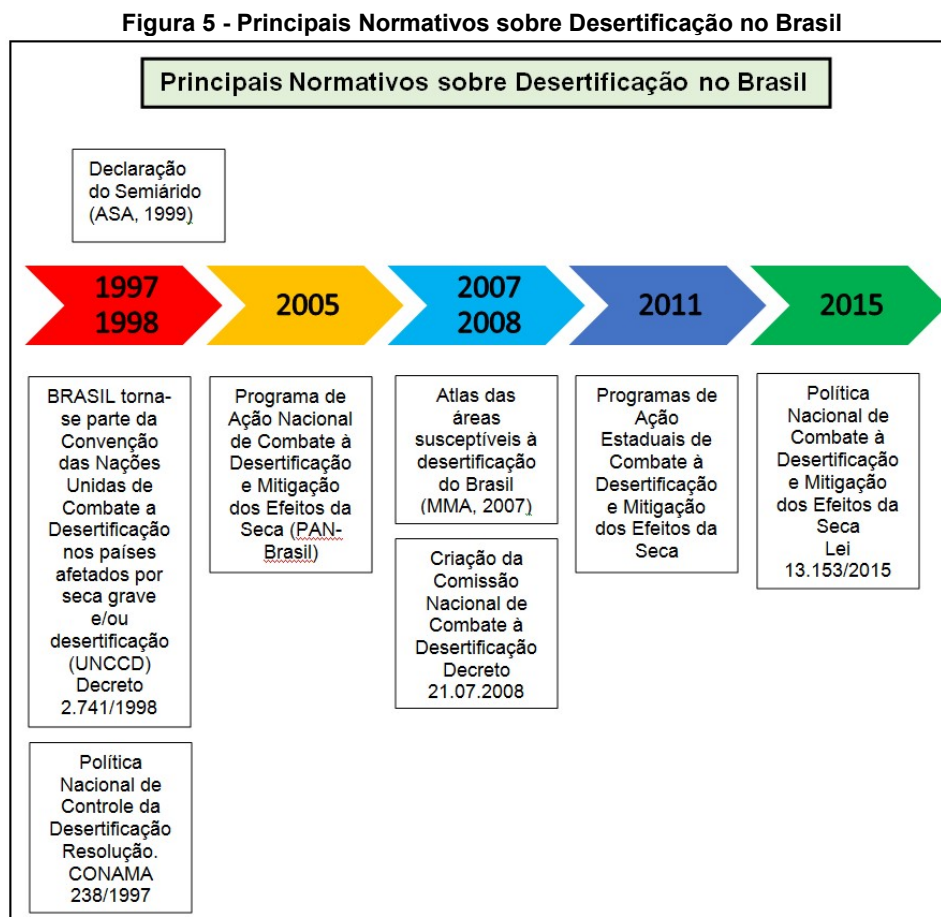 Figura 5 - Principais Normativos sobre Desertificação no Brasil
Principais Normativos sobre Desertificação no Brasil
Declaração
do Semiárido
(ASA, 1999)
1997
1998
2005
2007
2008
2011
2015
BRASIL torna-
se parte da
Convenção
das Nações
Unidas de
Combate a
Desertificação
nos países
afetados por
seca grave
e/ou
desertificação
(UNCCD)
Decreto
2.741/1998
Política
Nacional de
Controle da
Desertificação
Resolução.
CONAMA
238/1997
Programa de
Ação Nacional
de Combate à
Desertificação
e Mitigação
dos Efeitos da
Seca (PAN-
Brasil)
Atlas das
áreas
susceptíveis à
desertificação
do Brasil
(MMA, 2007)
Criação da
Comissão
Nacional de
Combate à
Desertificação
Decreto
21.07.2008
Programas de
Ação
Estaduais de
Combate à
Desertificação
e Mitigação
dos Efeitos da
Seca
Política
Nacional de
Combate à
Desertificação
e Mitigação
dos Efeitos da
Seca
Lei
13.153/2015